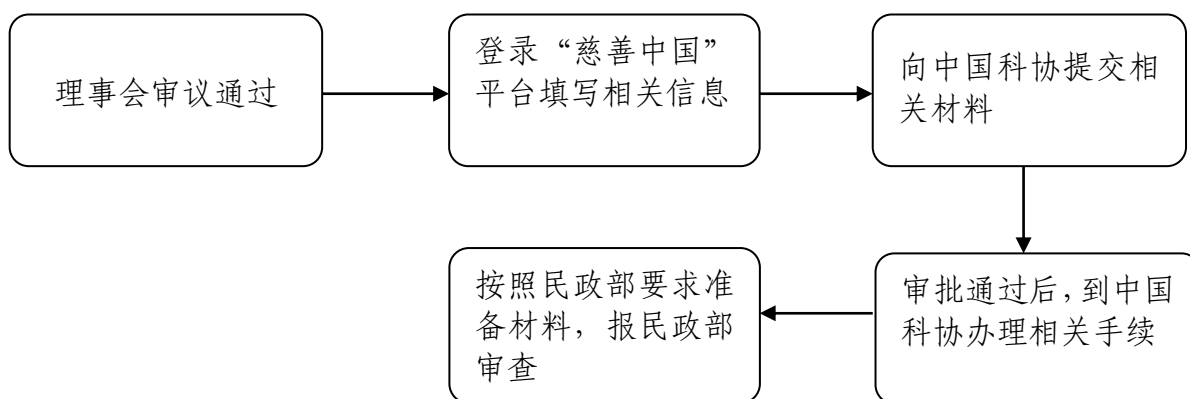 理事会审议通过
登录“慈善中国”
平台填写相关信息
向中国科协提交相
关材料
审批通过后，到中国
科协办理相关手续
按照民政部要求准
备材料，报民政部
审查